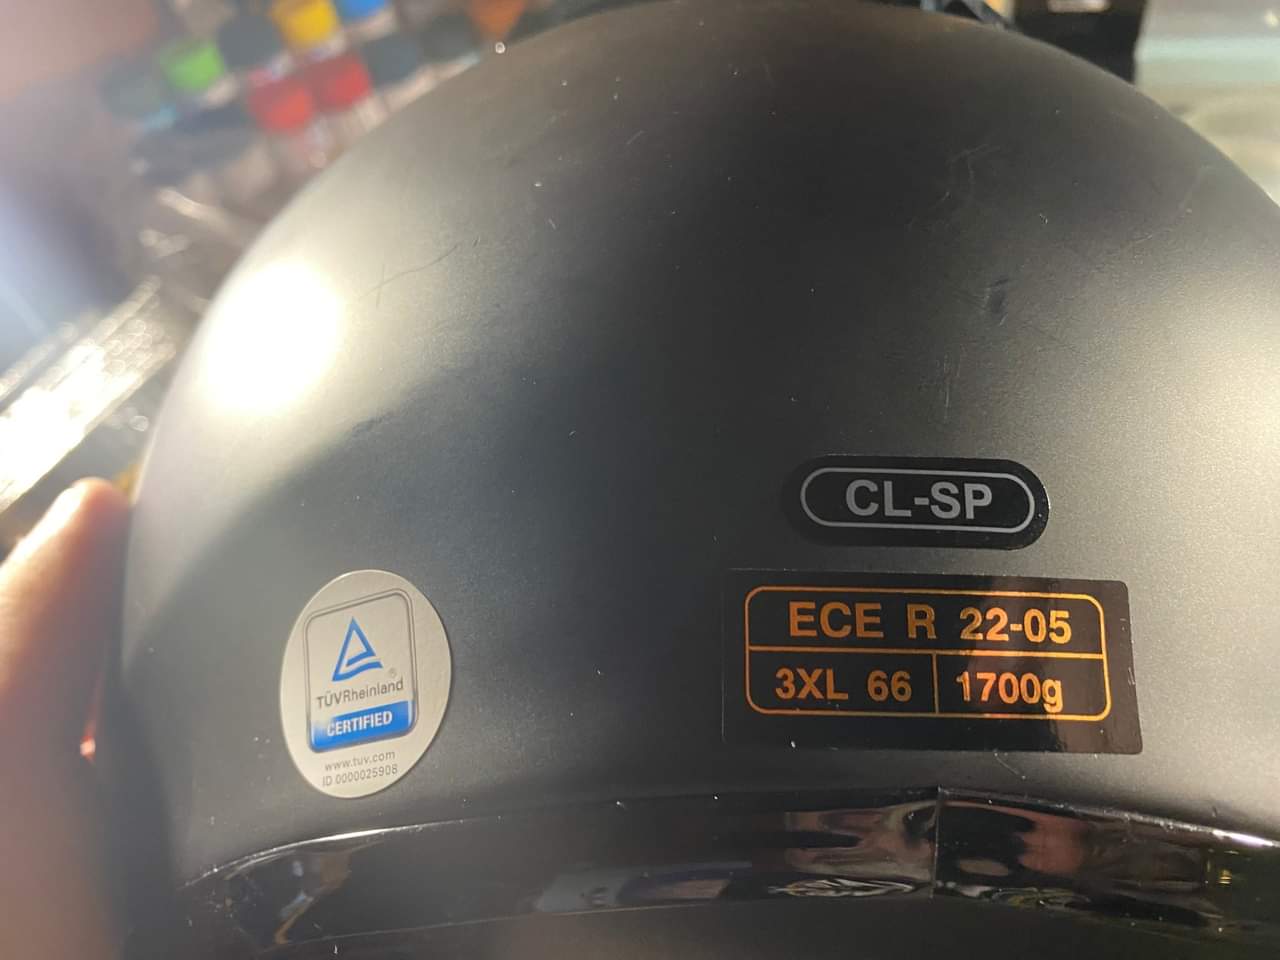 CL-SP
ECE R 22-05
3XL 66 1700g
TÜVRheinland
®
CERTIFIED
www.tuv.com
ID 0000025908